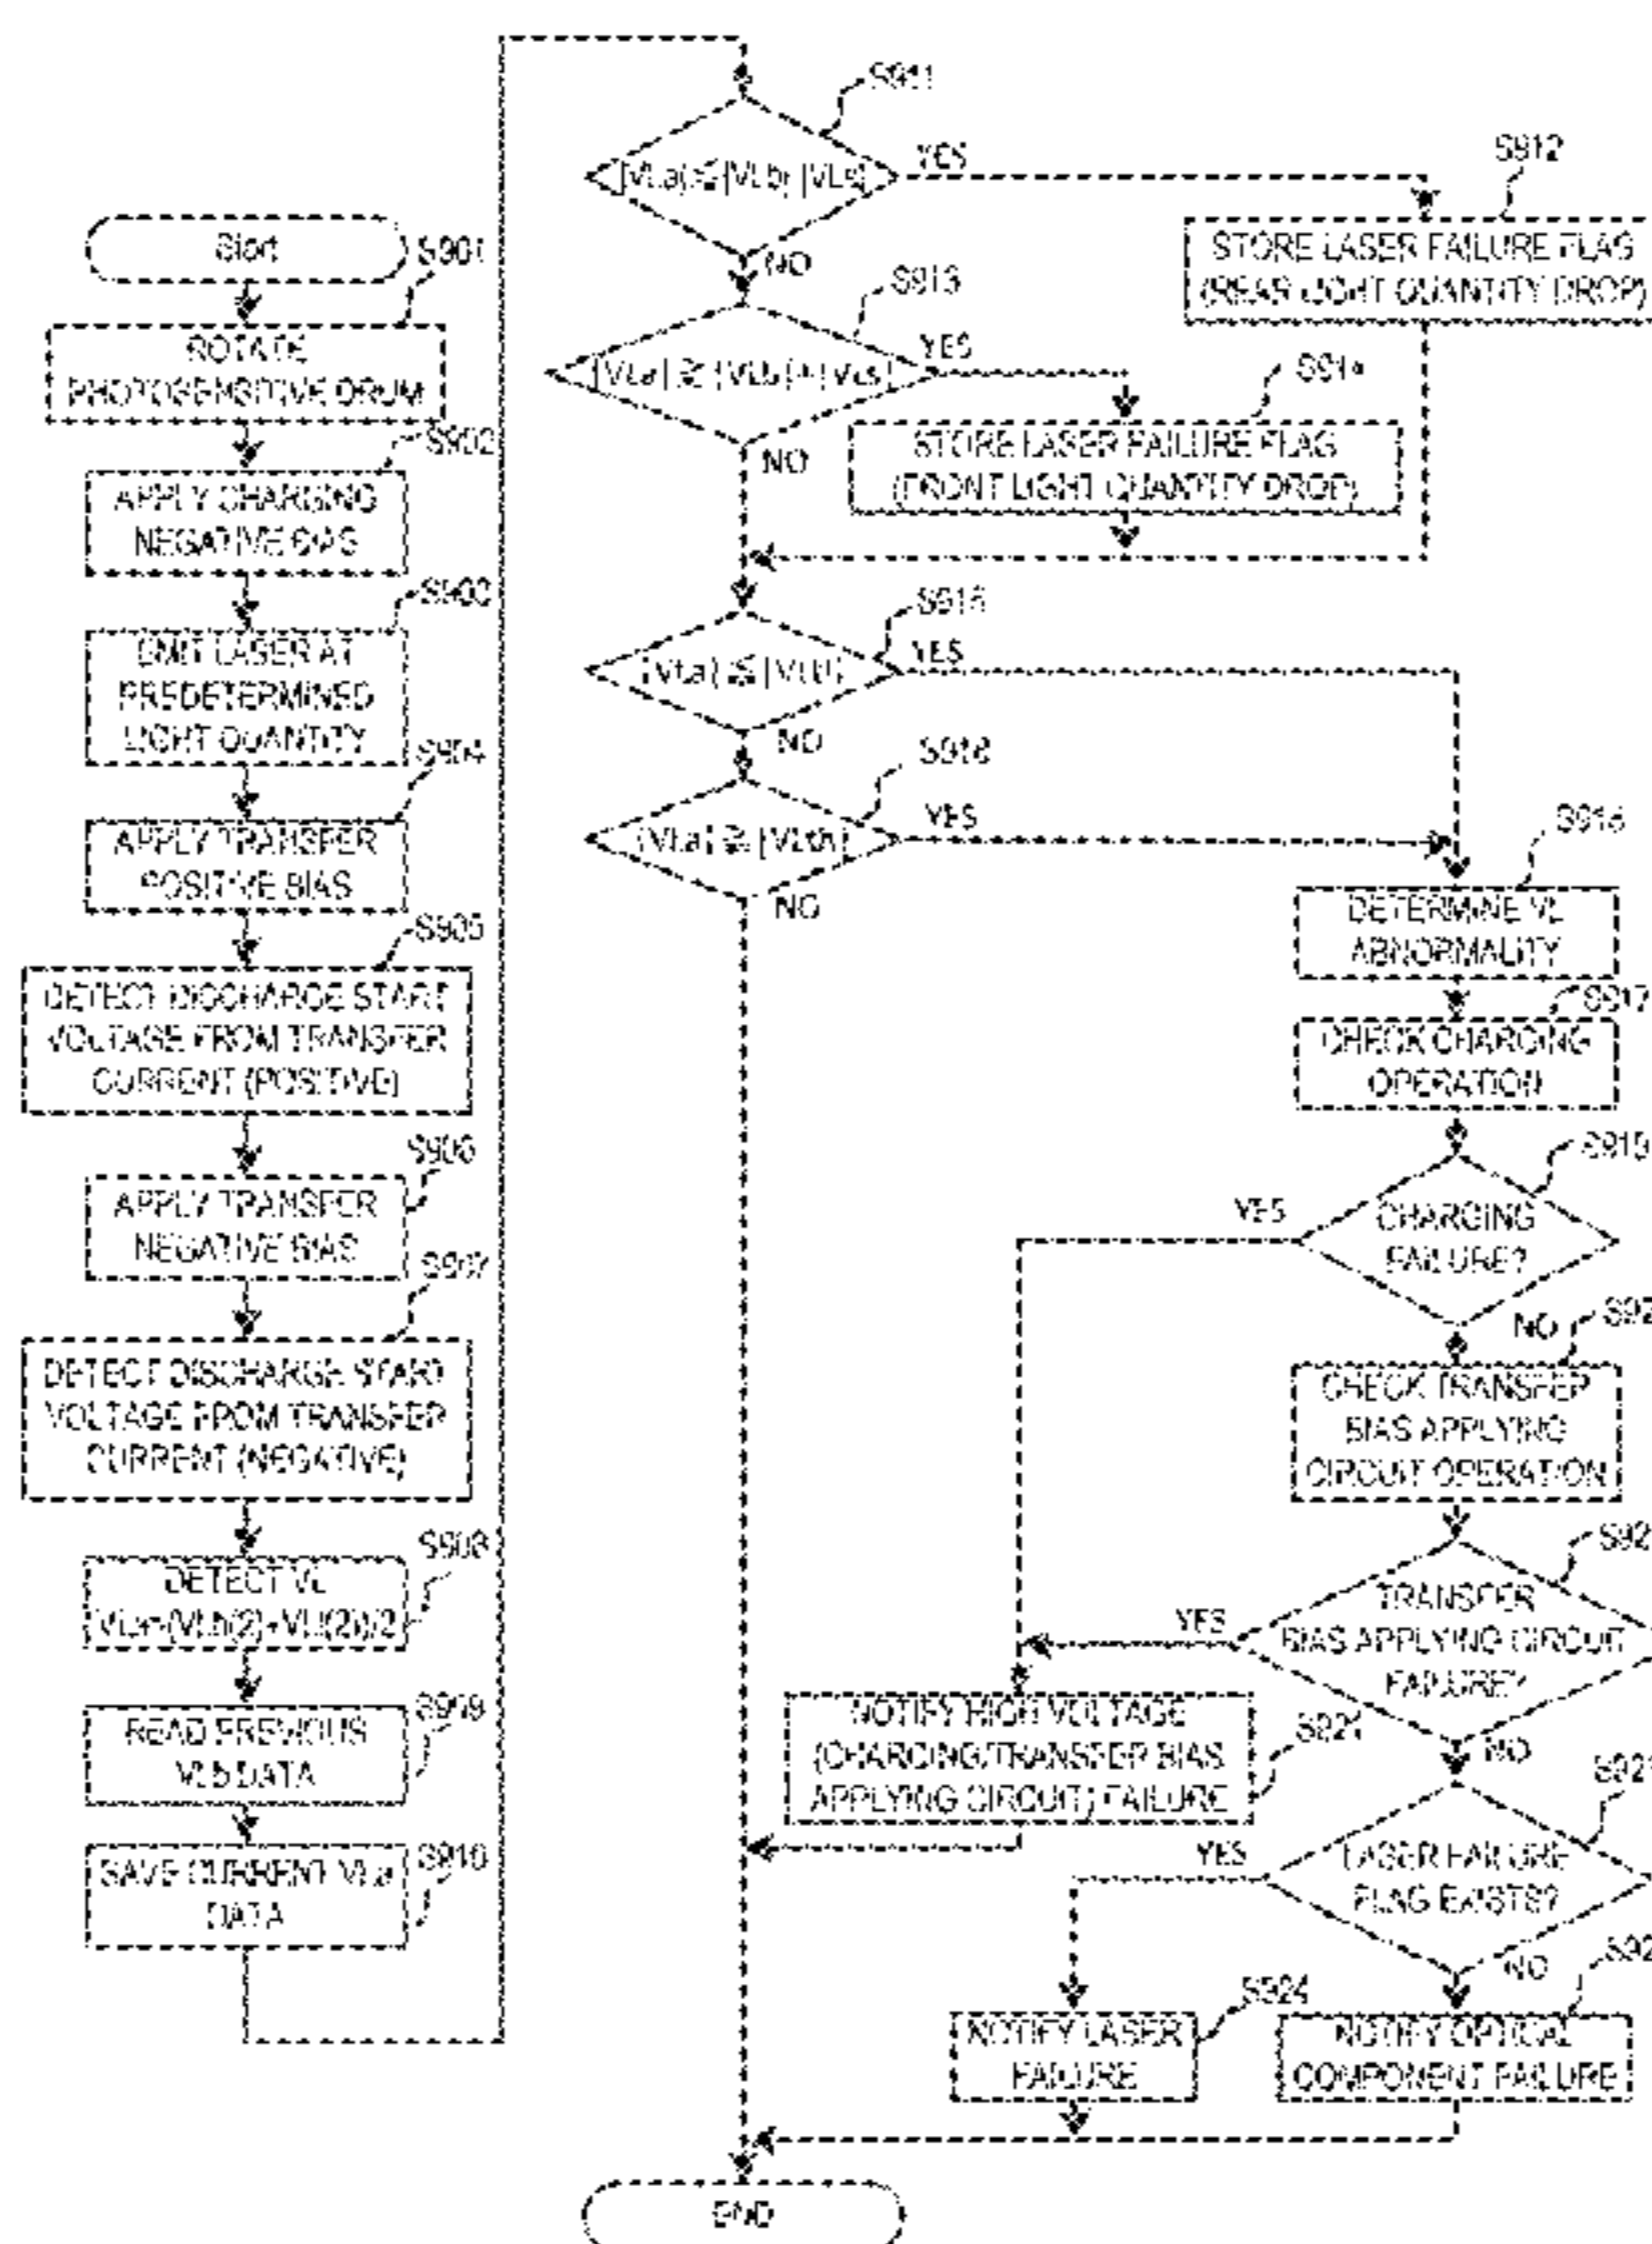 Start
S901
ROTATE
PHOTOSENSITIVE DRUM
S902
APPLY CHARGING
NEGATIVE BIAS
S903
EMIT LASER AT
PREDETERMINED
LIGHT QUANTITY
S904
APPLY TRANSFER
POSITIVE BIAS
S905
DETECT DISCHARGE START
VOLTAGE FROM TRANSFER
CURRENT (POSITIVE)
S906
APPLY TRANSFER
NEGATIVE BIAS
S907
DETECT DISCHARGE START
VOLTAGE FROM TRANSFER
CURRENT (NEGATIVE)
S908
DETECT VL
S909
READ PREVIOUS
VLb DATA
S910
SAVE CURRENT VLa
DATA
S911
YES
NO
S912
STORE LASER FAILURE FLAG
(REAR LIGHT QUANTITY DROP)
S913
|VLa| ≧ |VLb|+|VLs|
YES
NO
S914
STORE LASER FAILURE FLAG
(FRONT LIGHT QUANTITY DROP)
S915
YES
NO
|VLa| ≧ |VLth|
YES
NO
DETERMINE VL
ABNORMALITY
CHECK CHARGING
OPERATION
CHARGING
FAILURE?
YES
NO
CHECK TRANSFER
BIAS APPLYING
CIRCUIT OPERATION
TRANSFER
BIAS APPLYING CIRCUIT
FAILURE?
YES
NO
NOTIFY HIGH VOLTAGE
(CHARGING/TRANSFER BIAS
APPLYING CIRCUIT) FAILURE
LASER FAILURE
FLAG EXISTS?
YES
NO
S924
NOTIFY LASER
FAILURE
NOTIFY OPTICAL
COMPONENT FAILURE
END